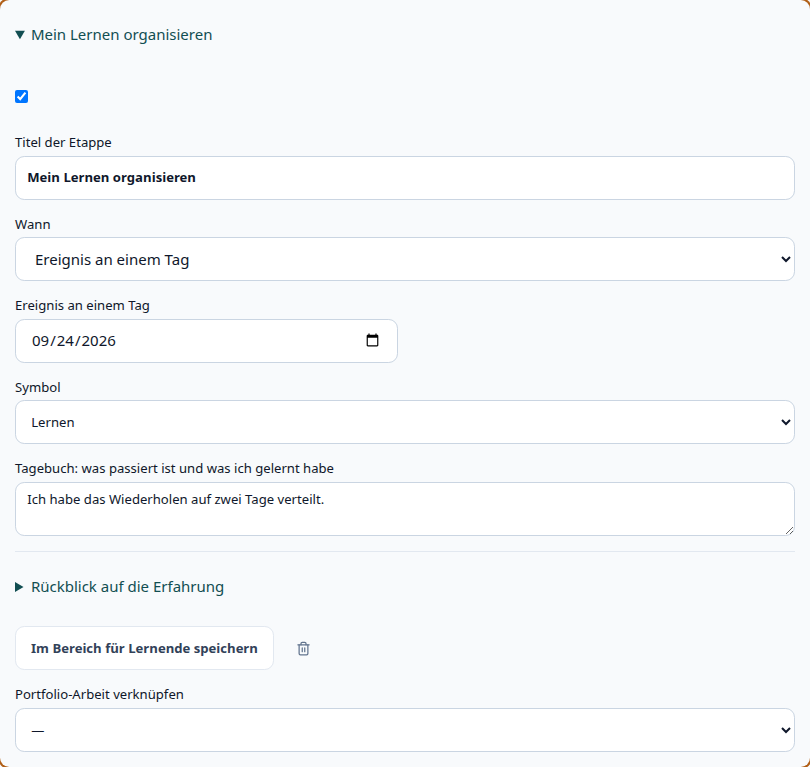 Mein Lernen organisieren
Titel der Etappe
Mein Lernen organisieren
Wann
Ereignis an einem Tag
Ereignis an einem Tag
09/24/2026
Symbol
Lernen
Tagebuch: was passiert ist und was ich gelernt habe
Ich habe das Wiederholen auf zwei Tage verteilt.
Rückblick auf die Erfahrung
Im Bereich für Lernende speichern
Portfolio-Arbeit verknüpfen
—